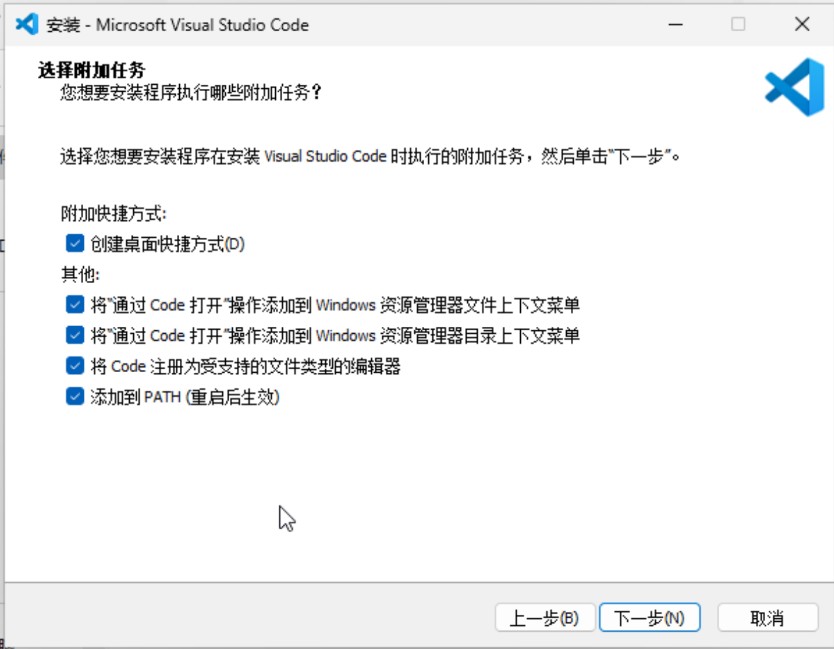 安装 - Microsoft Visual Studio Code
选择附加任务
您想要安装程序执行哪些附加任务?
选择您想要安装程序在安装 Visual Studio Code 时执行的附加任务，然后单击"下一步"。
附加快捷方式:
创建桌面快捷方式(D)
其他:
将"通过 Code 打开"操作添加到 Windows 资源管理器文件上下文菜单
将"通过 Code 打开"操作添加到 Windows 资源管理器目录上下文菜单
将 Code 注册为受支持的文件类型的编辑器
添加到 PATH (重启后生效)
上一步(B) 下一步(N) 取消